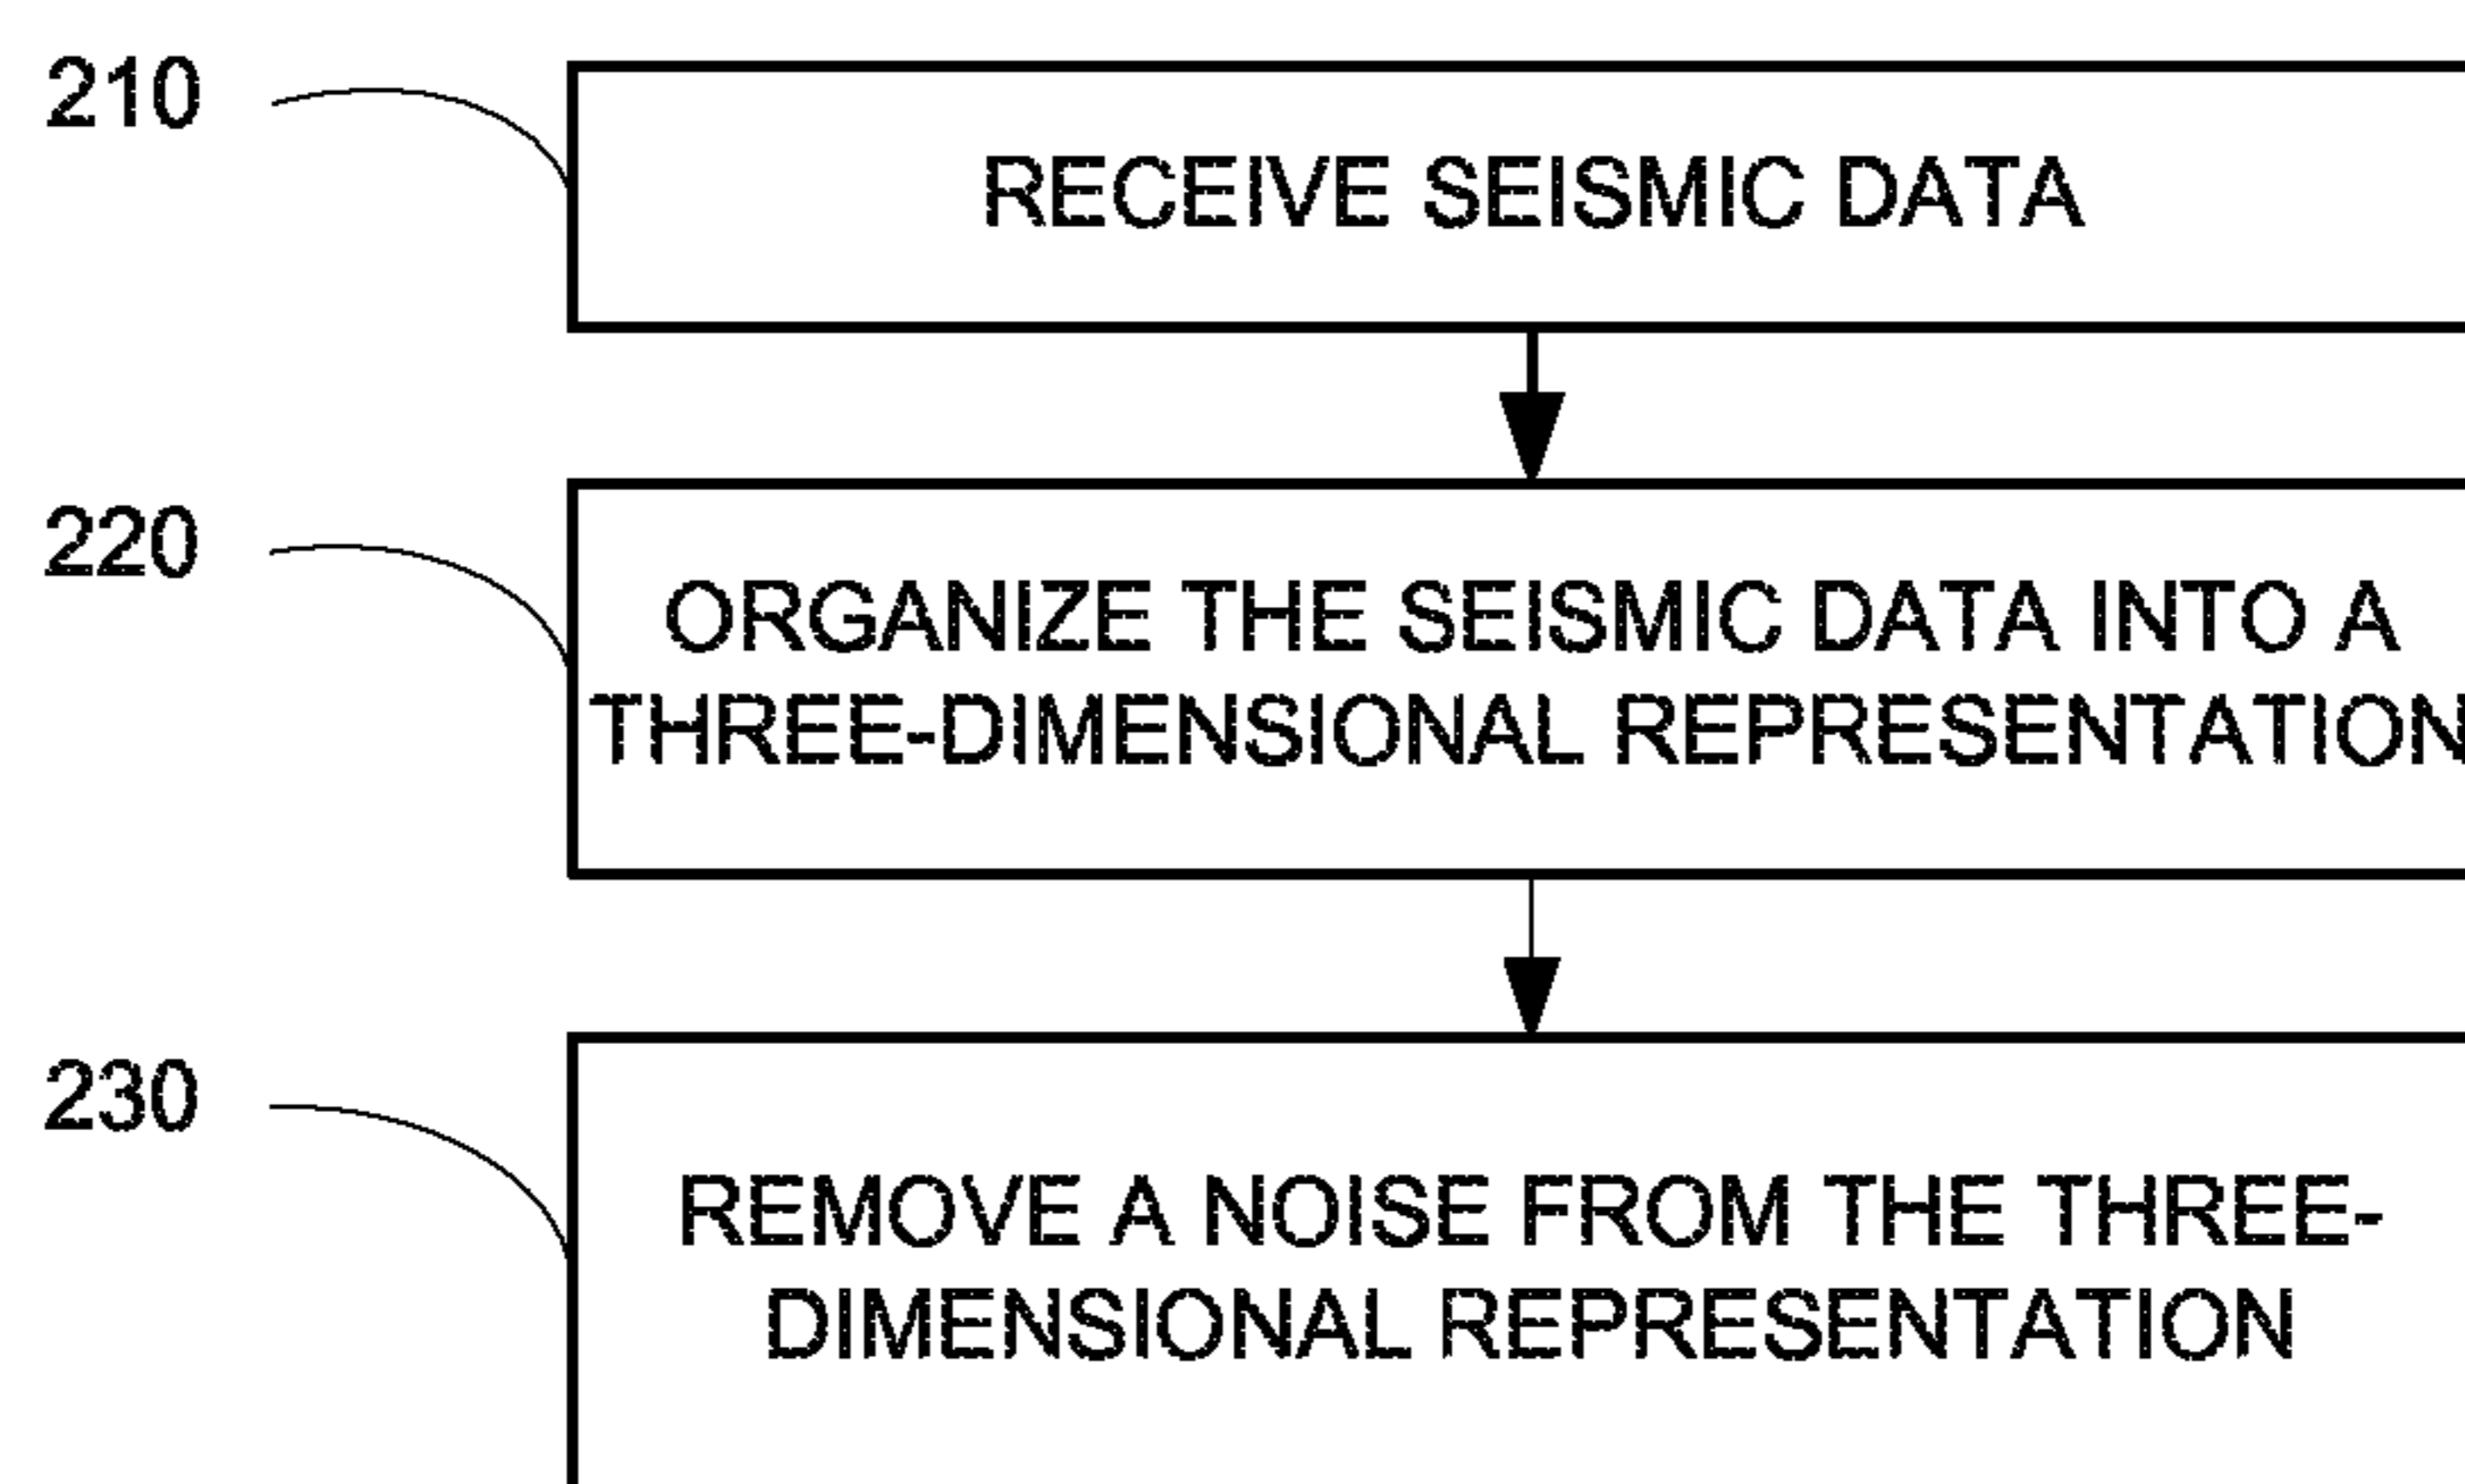 210
RECEIVE SEISMIC DATA
220
ORGANIZE THE SEISMIC DATA INTO A
THREE-DIMENSIONAL REPRESENTATION
230
REMOVE A NOISE FROM THE THREE-
DIMENSIONAL REPRESENTATION